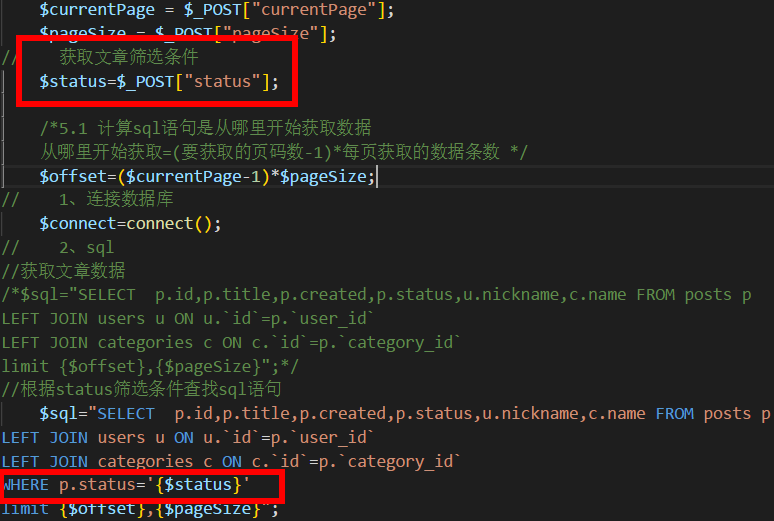 $currentPage = $_POST["currentPage"];
$pageSize = $_POST["pageSize"];
// 获取文章筛选条件
$status=$_POST["status"];
/*5.1 计算sql语句是从哪里开始获取数据
从哪里开始获取=(要获取的页码数-1)*每页获取的数据条数 */
$offset=($currentPage-1)*$pageSize;
// 1、连接数据库
$connect=connect();
// 2、sql
//获取文章数据
/*$sql="SELECT  p.id,p.title,p.created,p.status,u.nickname,c.name FROM posts p
LEFT JOIN users u ON u.`id`=p.`user_id`
LEFT JOIN categories c ON c.`id`=p.`category_id`
limit {$offset},{$pageSize}";*/
//根据status筛选条件查找sql语句
$sql="SELECT  p.id,p.title,p.created,p.status,u.nickname,c.name FROM posts p
LEFT JOIN users u ON u.`id`=p.`user_id`
LEFT JOIN categories c ON c.`id`=p.`category_id`
WHERE p.status='{$status}'
limit {$offset},{$pageSize}";